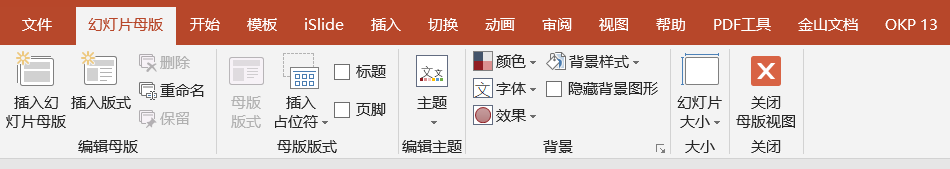 文件 幻灯片母版 开始 模板 iSlide 插入 切换 动画 审阅 视图 帮助 PDF工具 金山文档 OKP 13
插入幻
灯片母版
插入版式
删除
重命名
保留
编辑母版
母版
版式
插入
占位符
标题
页脚
母版版式
文文
主题
编辑主题
颜色
文
字体
效果
背景样式
隐藏背景图形
背景
幻灯片
大小
大小
关闭
母版视图
关闭